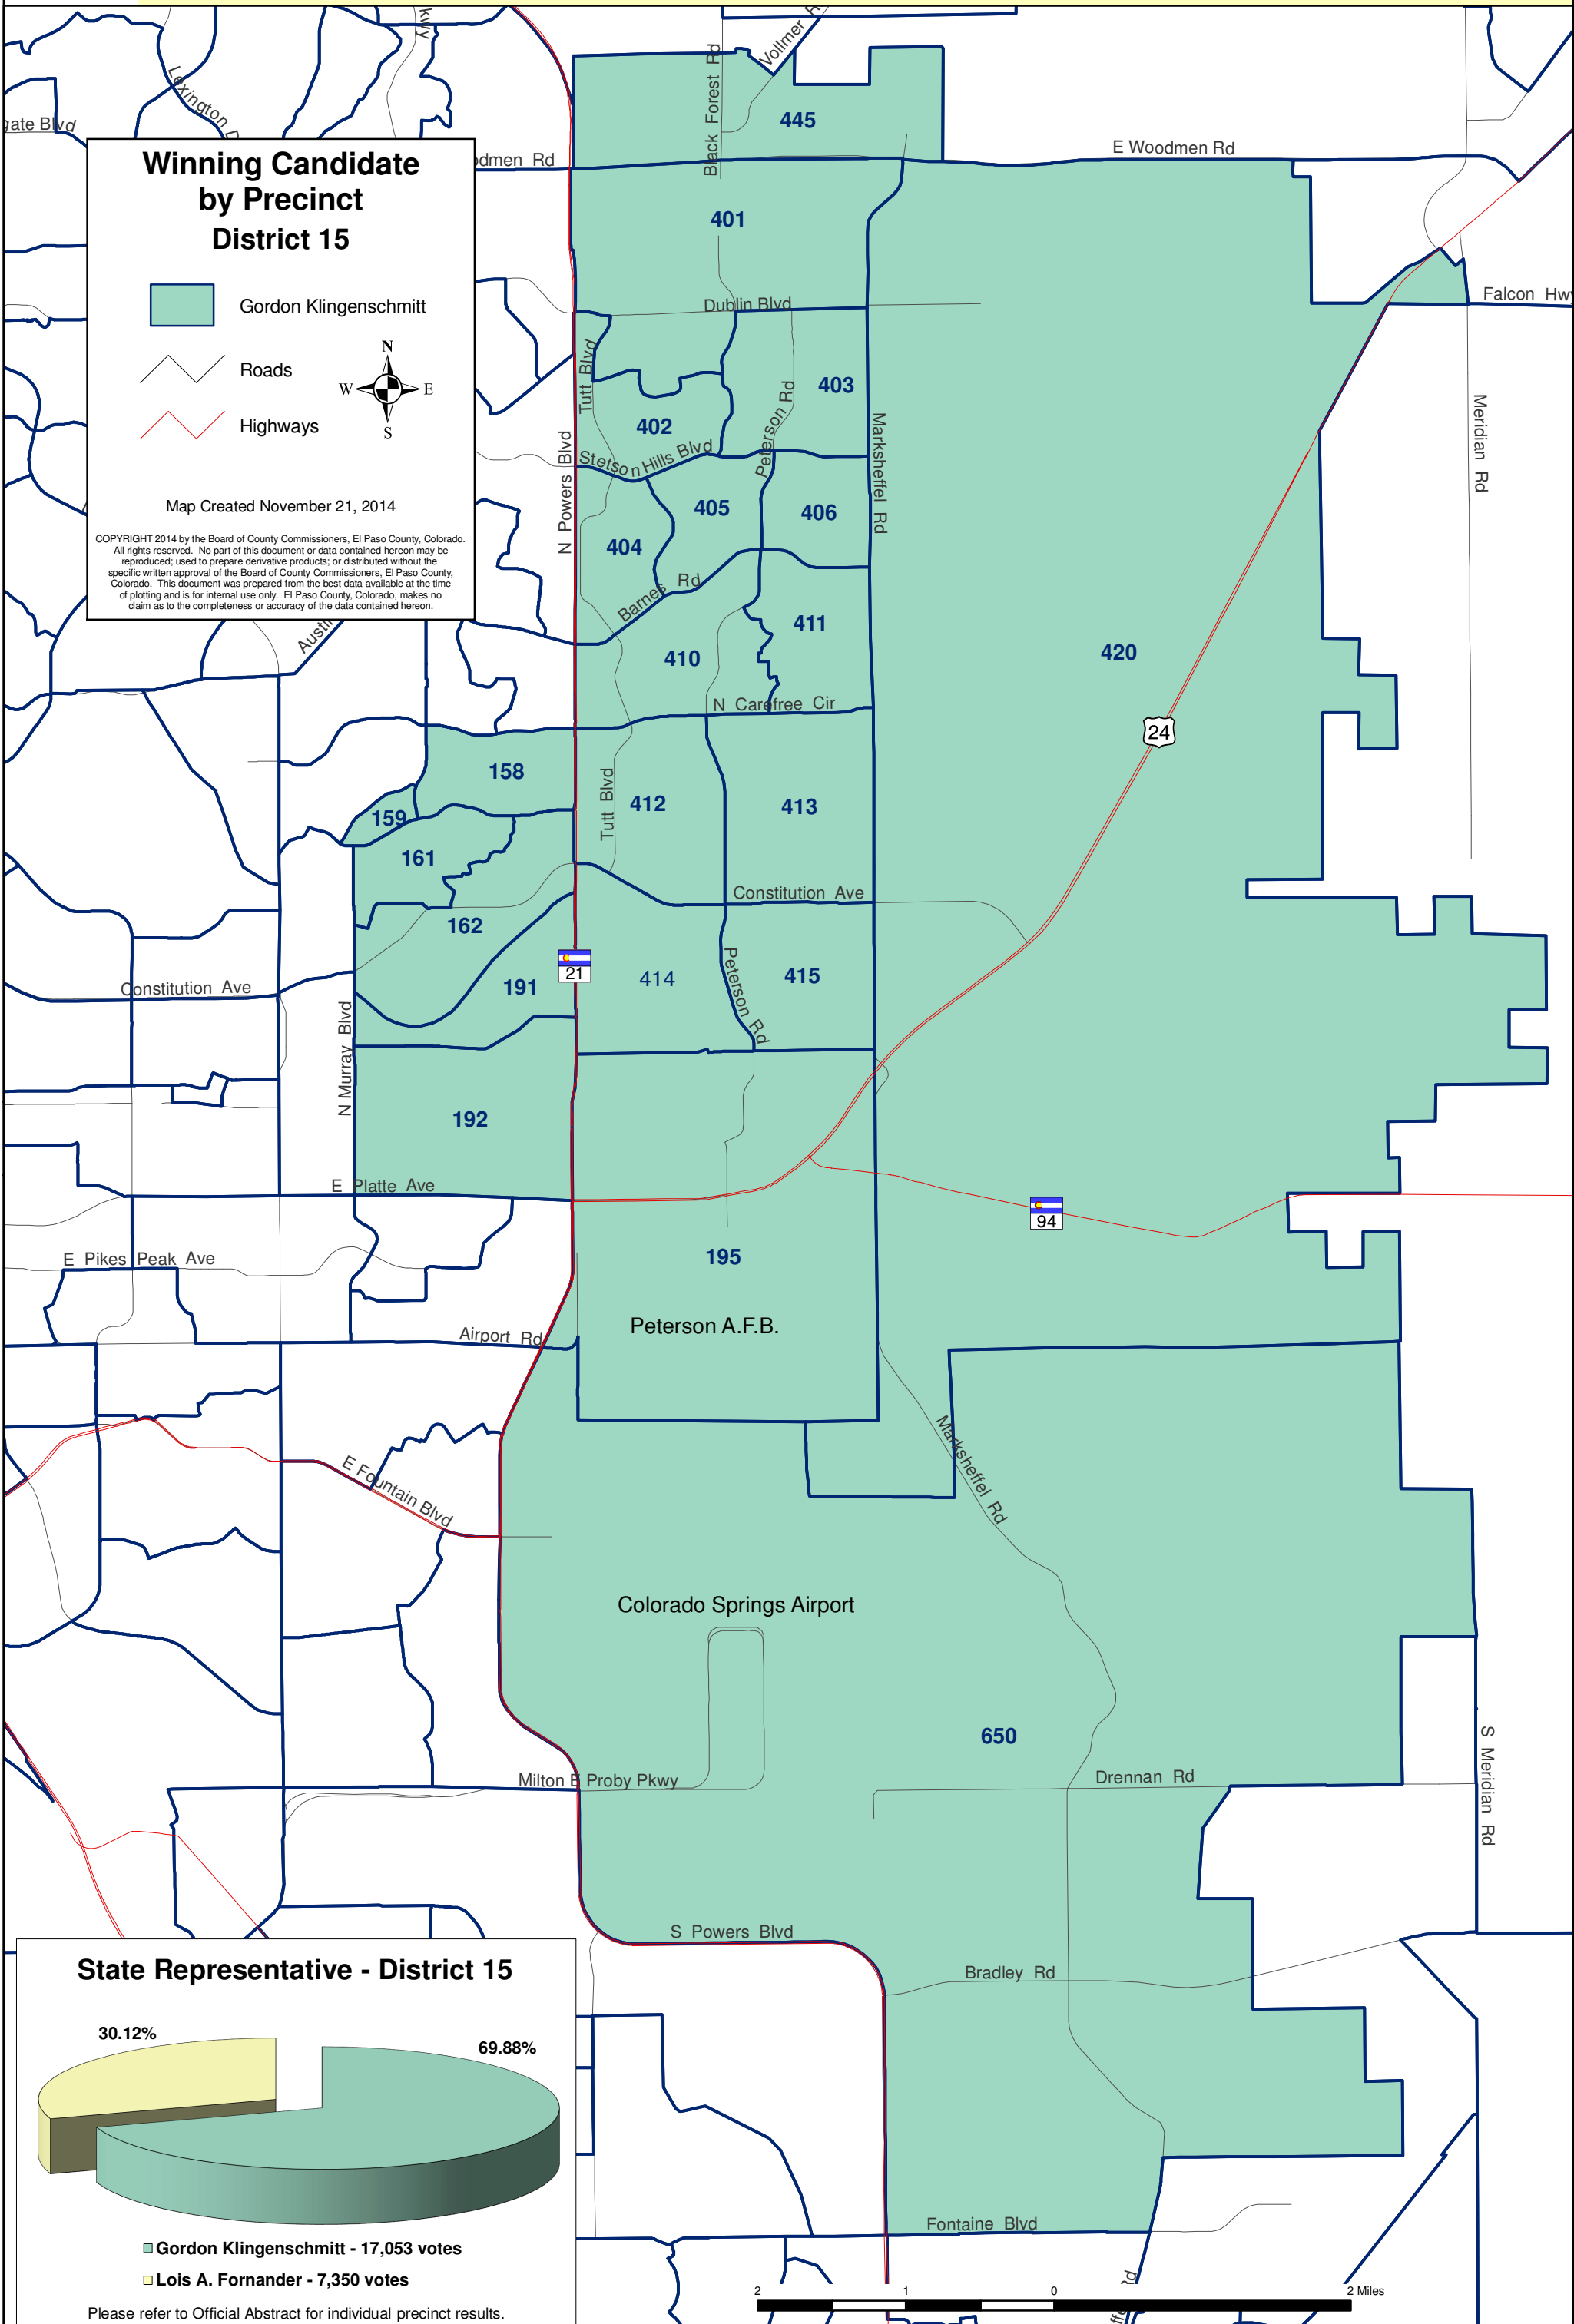 kwy
Lexington D
gate Blvd
Vollmer R
Black Forest Rd
445
odmen Rd
E Woodmen Rd
Winning Candidate
by Precinct
District 15
Gordon Klingenschmitt
Roads
Highways
N
W
E
S
Map Created November 21, 2014
COPYRIGHT 2014 by the Board of County Commissioners, El Paso County, Colorado.
All rights reserved. No part of this document or data contained hereon may be
reproduced; used to prepare derivative products; or distributed without the
specific written approval of the Board of County Commissioners, El Paso County,
Colorado. This document was prepared from the best data available at the time
of plotting and is for internal use only. El Paso County, Colorado, makes no
claim as to the completeness or accuracy of the data contained hereon.
401
Dublin Blvd
Falcon Hwy
Tutt Blvd
403
Peterson Rd
402
Stetson Hills Blvd
N Powers Blvd
Marksheffel Rd
Meridian Rd
405
406
404
Barnes Rd
Austi
411
410
420
N Carefree Cir
24
158
159
161
Tutt Blvd
412
413
Constitution Ave
162
21
191
414
Peterson Rd
415
Constitution Ave
N Murray Blvd
192
E Platte Ave
94
E Pikes Peak Ave
195
Peterson A.F.B.
Airport Rd
Marksheffel Rd
E Fountain Blvd
Colorado Springs Airport
650
S Meridian Rd
Milton E Proby Pkwy
Drennan Rd
S Powers Blvd
Bradley Rd
State Representative - District 15
30.12%
69.88%
Gordon Klingenschmitt - 17,053 votes
Lois A. Fornander - 7,350 votes
Please refer to Official Abstract for individual precinct results.
Fontaine Blvd
2
1
0
2 Miles